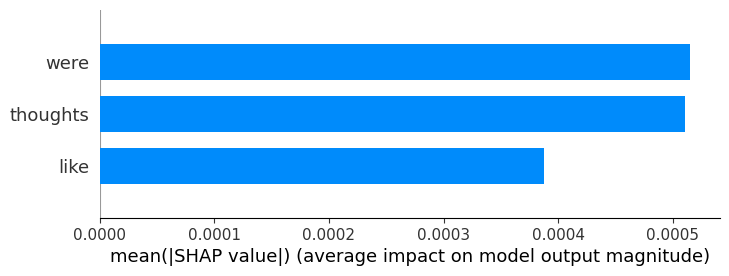 were
thoughts
like
0.0000 0.0001 0.0002 0.0003 0.0004 0.0005
mean(|SHAP value|) (average impact on model output magnitude)